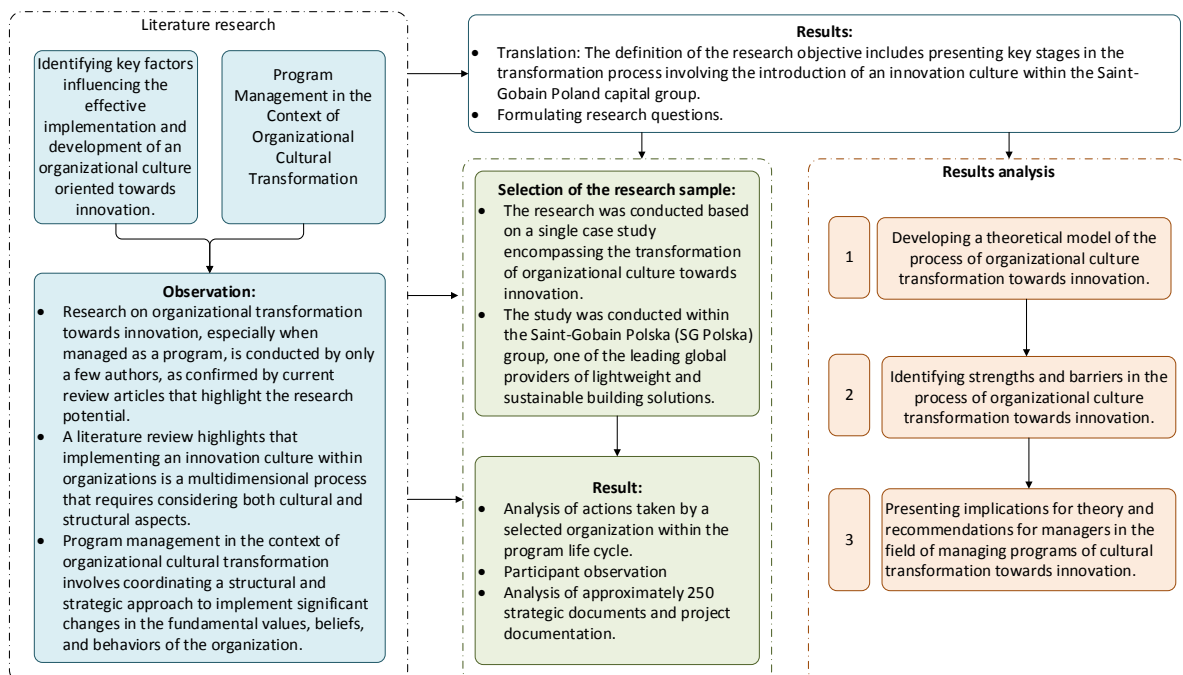 Literature research
Identifying key factors
influencing the
effective
implementation and
development of an
organizational culture
oriented towards
innovation.
Program
Management in the
Context of
Organizational
Cultural
Transformation
Observation:
• Research on organizational transformation
towards innovation, especially when
managed as a program, is conducted by only
a few authors, as confirmed by current
review articles that highlight the research
potential.
• A literature review highlights that
implementing an innovation culture within
organizations is a multidimensional process
that requires considering both cultural and
structural aspects.
• Program management in the context of
organizational cultural transformation
involves coordinating a structural and
strategic approach to implement significant
changes in the fundamental values, beliefs,
and behaviors of the organization.
Results:
• Translation: The definition of the research objective includes presenting key stages in the
transformation process involving the introduction of an innovation culture within the Saint-
Gobain Poland capital group.
• Formulating research questions.
Selection of the research sample:
• The research was conducted based
on a single case study
encompassing the transformation
of organizational culture towards
innovation.
• The study was conducted within
the Saint-Gobain Polska (SG Polska)
group, one of the leading global
providers of lightweight and
sustainable building solutions.
Result:
• Analysis of actions taken by a
selected organization within the
program life cycle.
• Participant observation
• Analysis of approximately 250
strategic documents and project
documentation.
Results analysis
1
Developing a theoretical model of the
process of organizational culture
transformation towards innovation.
2
Identifying strengths and barriers in the
process of organizational culture
transformation towards innovation.
3
Presenting implications for theory and
recommendations for managers in the
field of managing programs of cultural
transformation towards innovation.